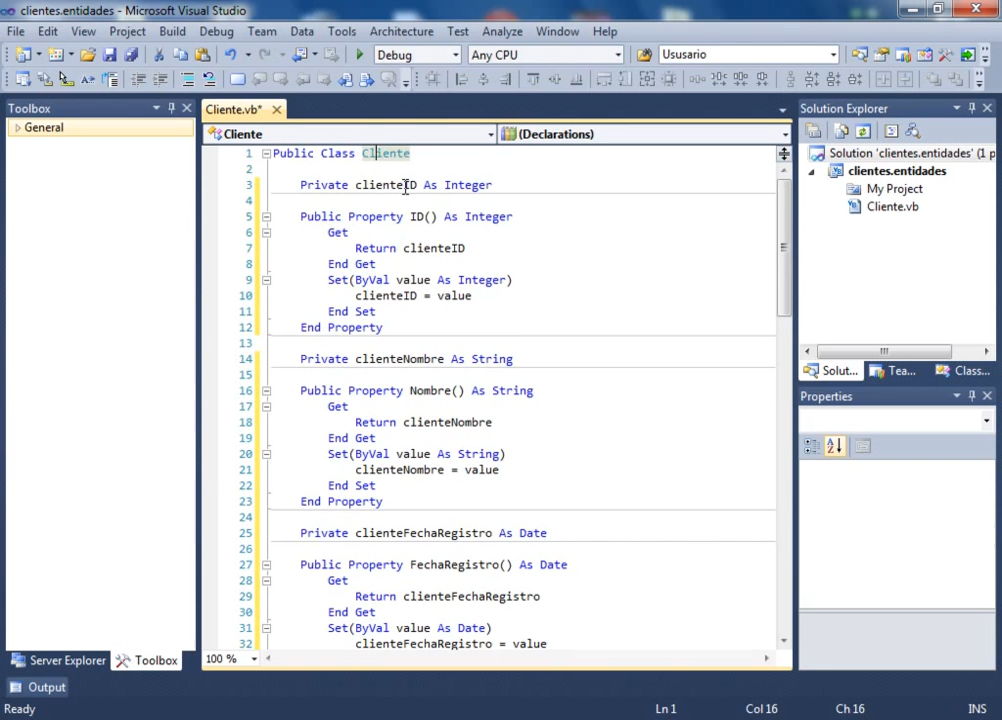 clientes.entidades - Microsoft Visual Studio
File Edit View Project Build Debug Team Data Tools Architecture Test Analyze Window Help
Debug Any CPU Ususario
Toolbox
General
Cliente.vb*
Cliente (Declarations)
1 Public Class Cliente
2
3 Private clienteID As Integer
4
5 Public Property ID() As Integer
6 Get
7 Return clienteID
8 End Get
9 Set(ByVal value As Integer)
10 clienteID = value
11 End Set
12 End Property
13
14 Private clienteNombre As String
15
16 Public Property Nombre() As String
17 Get
18 Return clienteNombre
19 End Get
20 Set(ByVal value As String)
21 clienteNombre = value
22 End Set
23 End Property
24
25 Private clienteFechaRegistro As Date
26
27 Public Property FechaRegistro() As Date
28 Get
29 Return clienteFechaRegistro
30 End Get
31 Set(ByVal value As Date)
32 clienteFechaRegistro = value
100 %
Solution Explorer
Solution 'clientes.entidades' (1 p
clientes.entidades
My Project
Cliente.vb
Solut... Tea... Class...
Properties
Server Explorer Toolbox
Output
Ready Ln 1 Col 16 Ch 16 INS